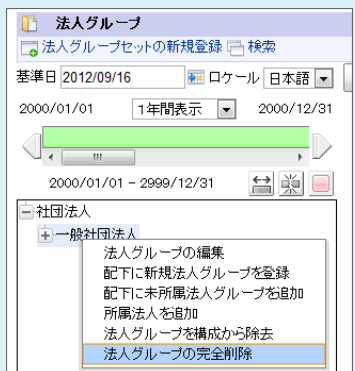 法人グループ
法人グループセットの新規登録 検索
基準日 2012/09/16 ロケール 日本語
2000/01/01 1年間表示 2000/12/31
2000/01/01 - 2999/12/31
社団法人
一般社団法人
法人グループの編集
配下に新規法人グループを登録
配下に未所属法人グループを追加
所属法人を追加
法人グループを構成から除去
法人グループの完全削除